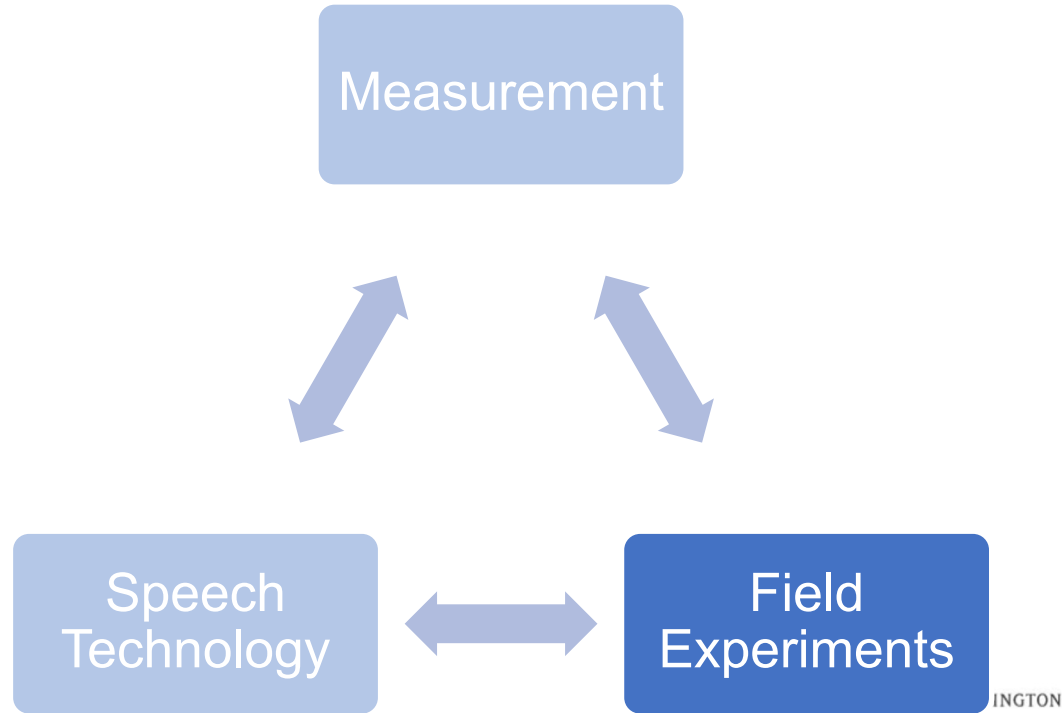 Measurement
Speech
Technology
Field
Experiments
INGTON